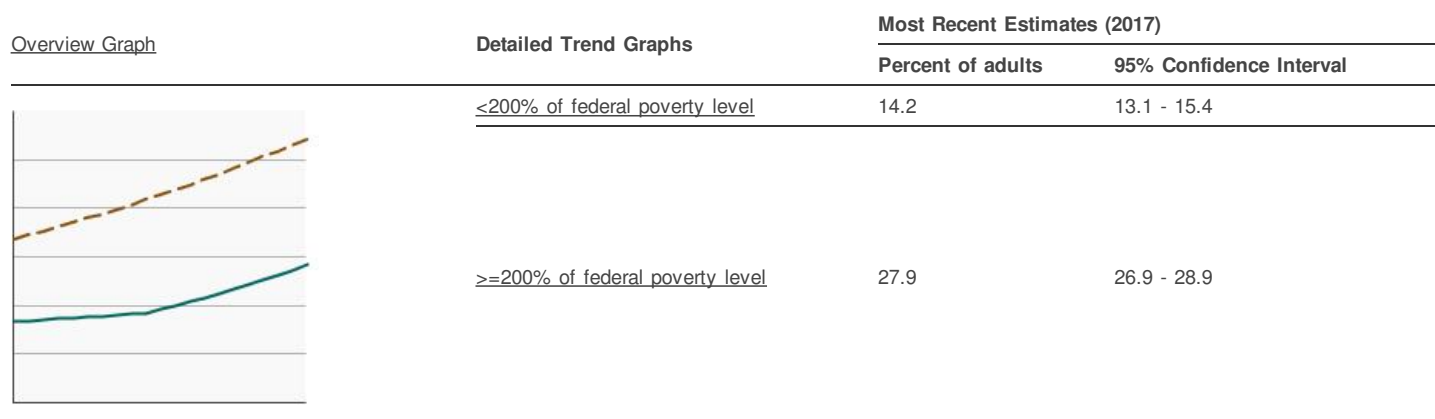 Overview Graph
Detailed Trend Graphs
Most Recent Estimates (2017)
Percent of adults
95% Confidence Interval
<200% of federal poverty level
14.2
13.1 - 15.4
>=200% of federal poverty level
27.9
26.9 - 28.9